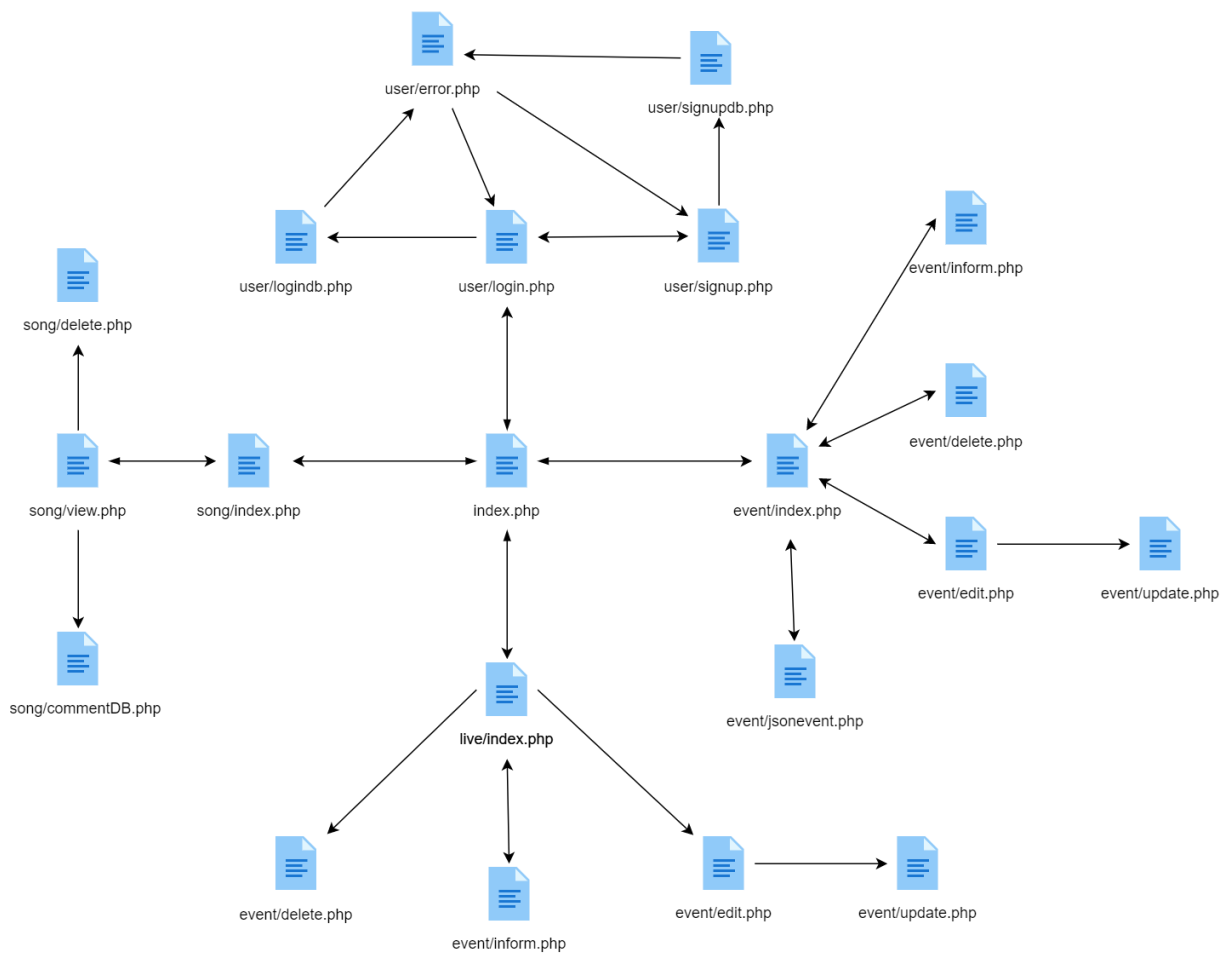 user/error.php
user/signupdb.php
user/logindb.php
user/login.php
user/signup.php
event/inform.php
song/delete.php
event/delete.php
song/view.php
song/index.php
index.php
event/index.php
event/edit.php
event/update.php
song/commentDB.php
event/jsonevent.php
live/index.php
event/delete.php
event/inform.php
event/edit.php
event/update.php